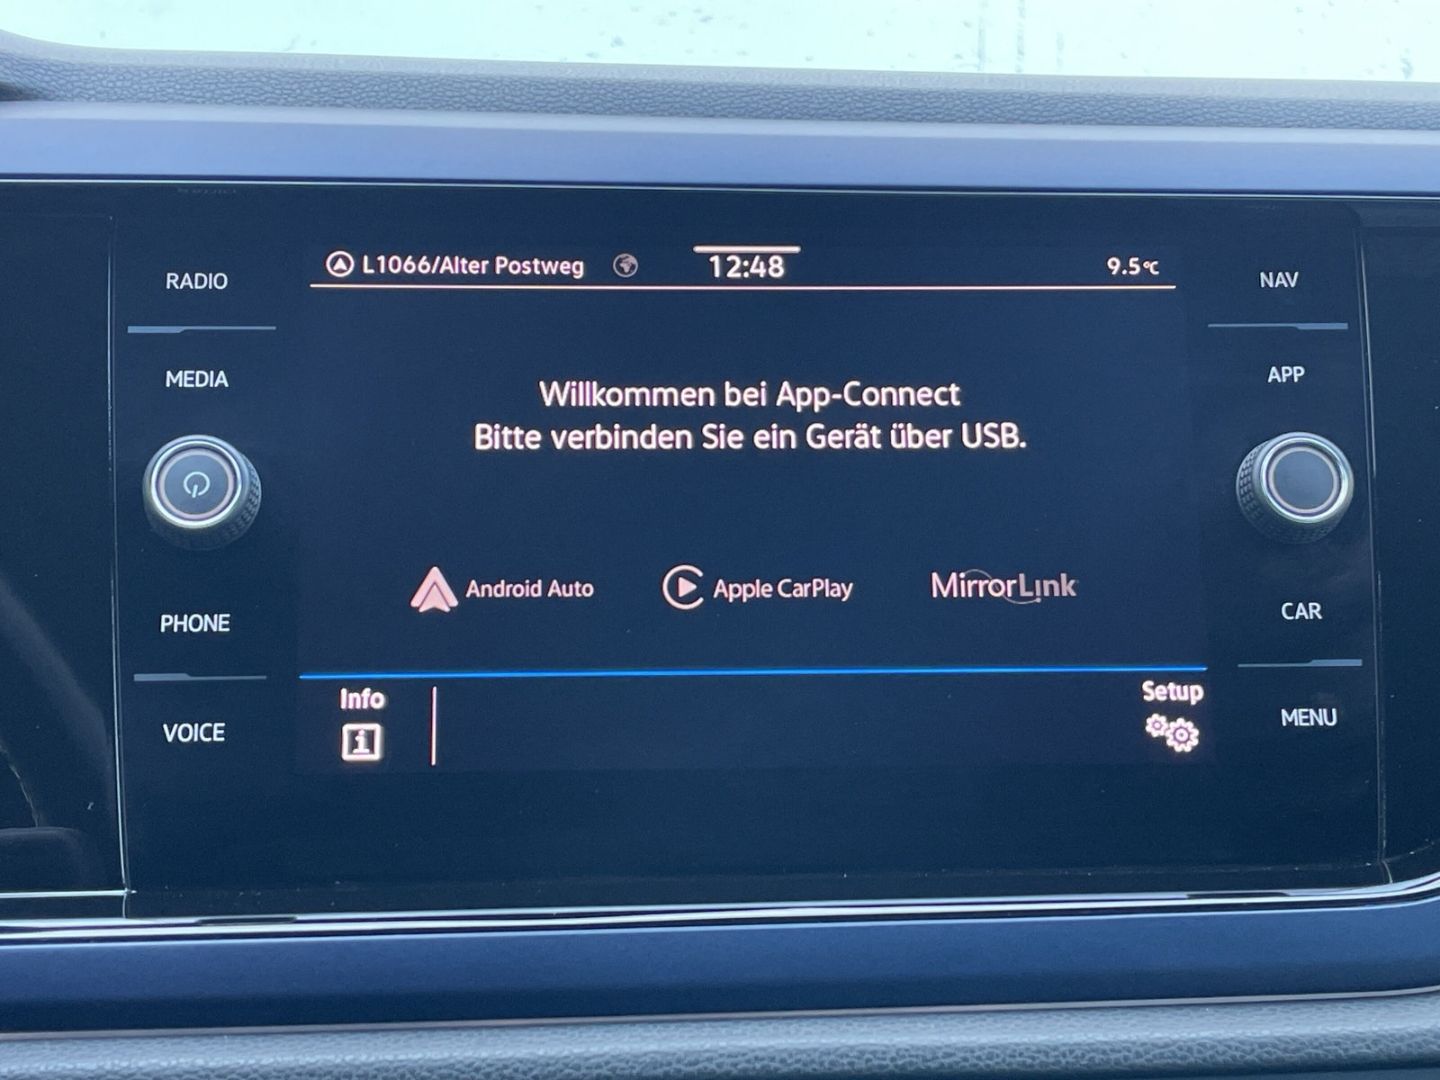 RADIO
MEDIA
PHONE
VOICE
L1066/Alter Postweg
12:48
9.5°C
Willkommen bei App-Connect
Bitte verbinden Sie ein Gerät über USB.
Android Auto
Apple CarPlay
MirrorLink
Info
Setup
NAV
APP
CAR
MENU